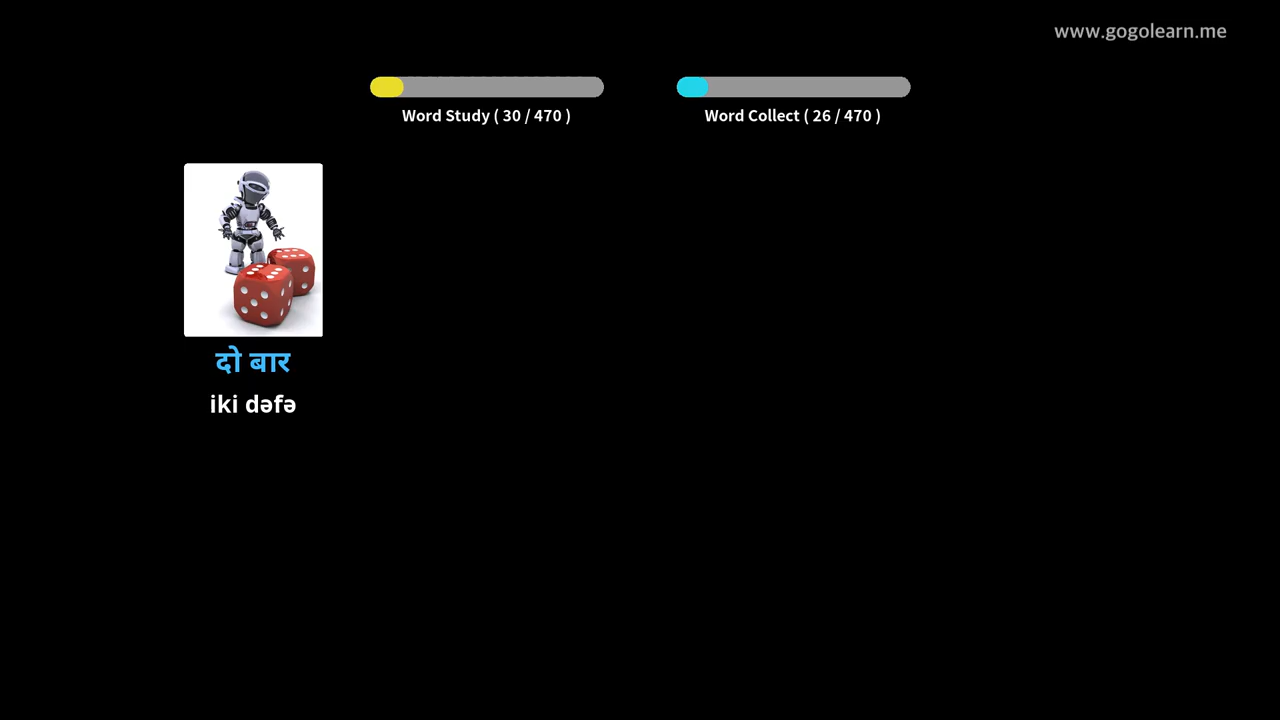 www.gogolearn.me
Word Study ( 30 / 470 )
Word Collect ( 26 / 470 )
दो बार
iki dəfə